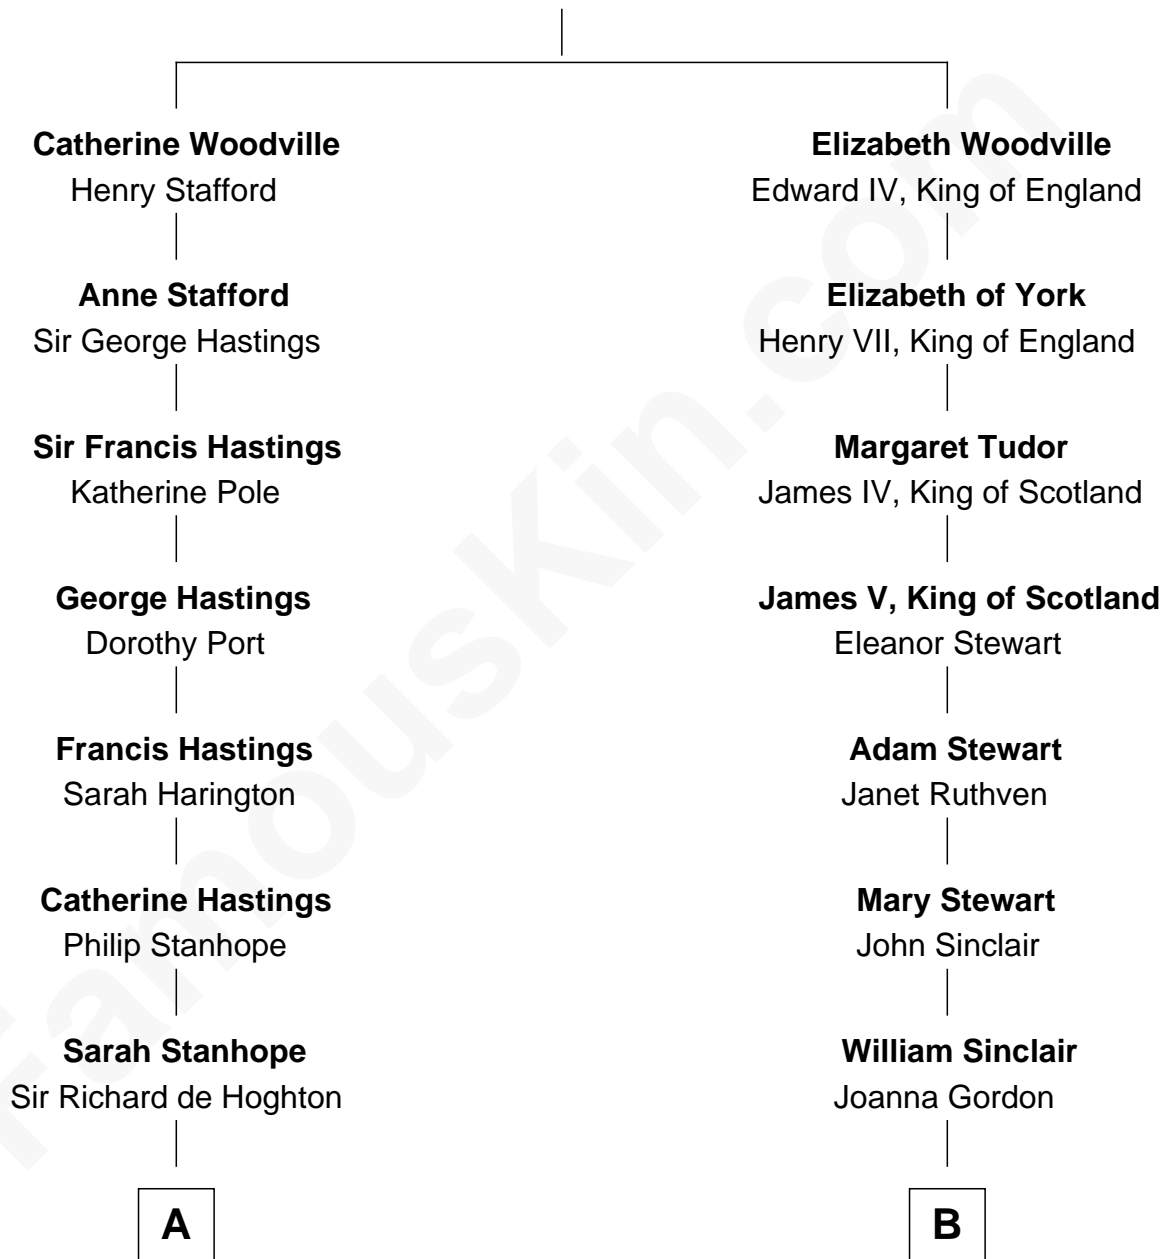 Catherine Woodville
Henry Stafford
Anne Stafford
Sir George Hastings
Sir Francis Hastings
Katherine Pole
George Hastings
Dorothy Port
Francis Hastings
Sarah Harington
Catherine Hastings
Philip Stanhope
Sarah Stanhope
Sir Richard de Hoghton
A
Elizabeth Woodville
Edward IV, King of England
Elizabeth of York
Henry VII, King of England
Margaret Tudor
James IV, King of Scotland
James V, King of Scotland
Eleanor Stewart
Adam Stewart
Janet Ruthven
Mary Stewart
John Sinclair
William Sinclair
Joanna Gordon
B
FamousKin.com